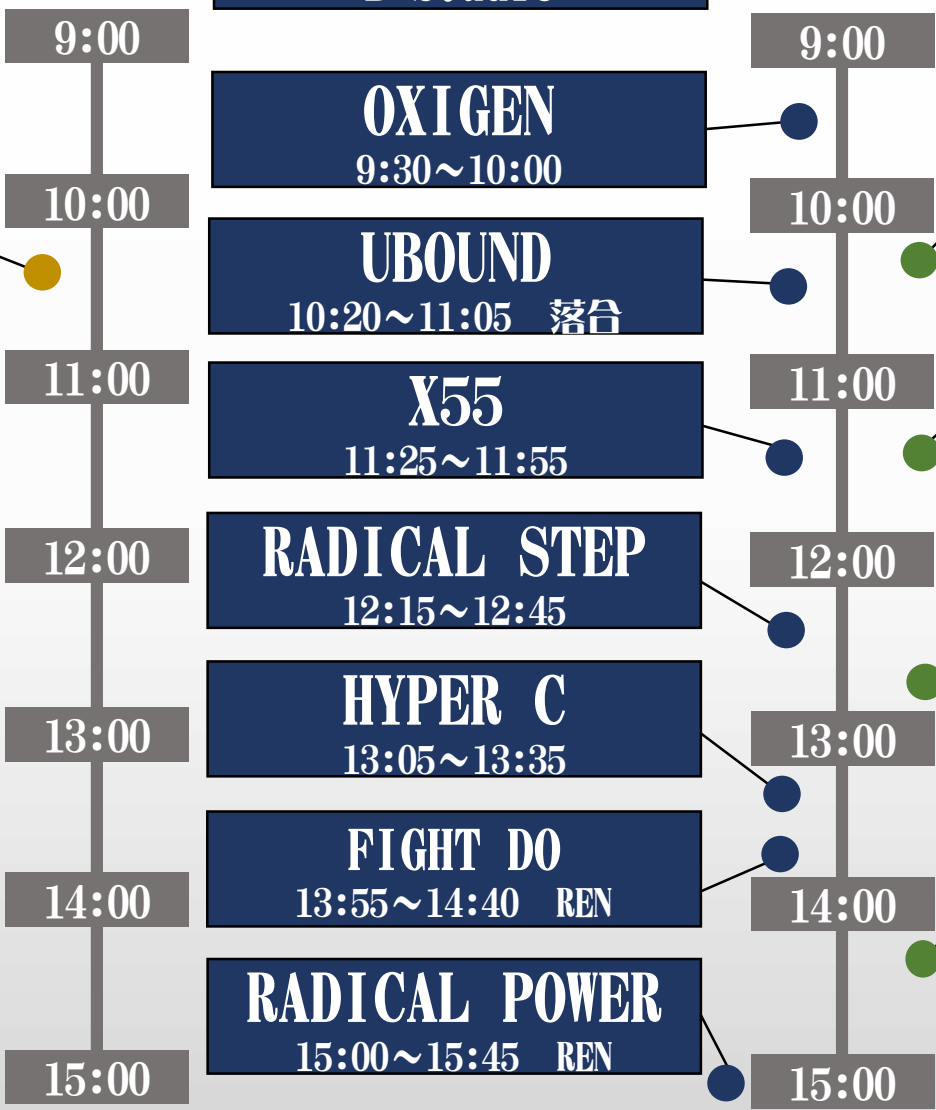 9:00
10:00
11:00
12:00
13:00
14:00
15:00
OXIGEN
9:30～10:00
UBOUND
10:20～11:05 落合
X55
11:25～11:55
RADICAL STEP
12:15～12:45
HYPER C
13:05～13:35
FIGHT DO
13:55～14:40 REN
RADICAL POWER
15:00～15:45 REN
9:00
10:00
11:00
12:00
13:00
14:00
15:00